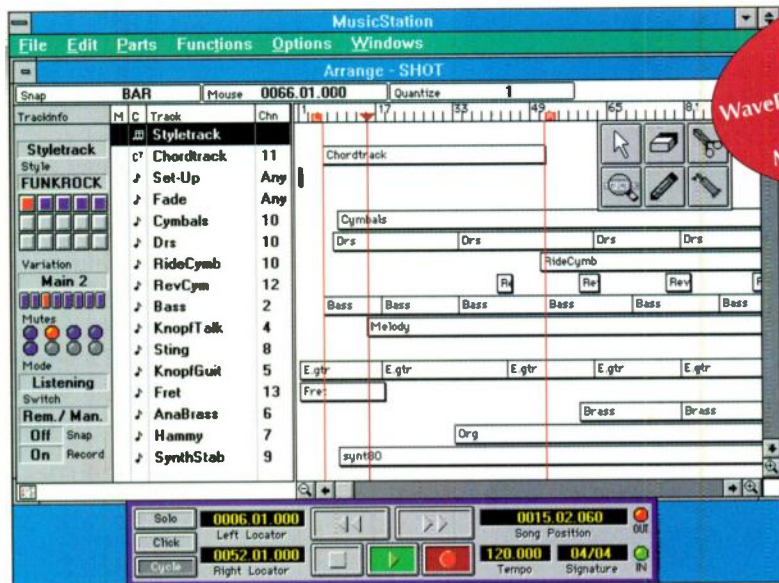 MusicStation
File Edit Parts Functions Options Windows
Arrange - SHOT
Snap BAR Mouse 0066.01.000 Quantize 1
TrackInfo M C Track Chn 1 17 33 49 65 81
Styletrack
Style
FUNKROCK
Variation
Main 2
Mutes
Mode
Listening
Switch
Rem./ Man.
Off Snap
On Record
Styletrack
Chordtrack 11 Chordtrack
Set-Up Any
Fade Any
Cymbals 10 Cymbals
Drs 10 Drs Drs Drs Drs
RideCymb 10 RideCymb
RevCym 12 Re Re Rev
Bass 2 Bass Bass Bass Bass Bass Bass
KnopfTalk 4 Melody
Sting 8
KnopfGuit 5 E.gtr E.gtr E.gtr E.gtr E.gtr
Fret 13 Fret
AnaBrass 6 Brass Brass
Hammy 7 Org
SynthStab 9 synt80
Solo 0006.01.000 0015.02.060 OUT
Left Locator Song Position
Click
Cycle 0052.01.000 120.000 04/04 IN
Right Locator Tempo Signature